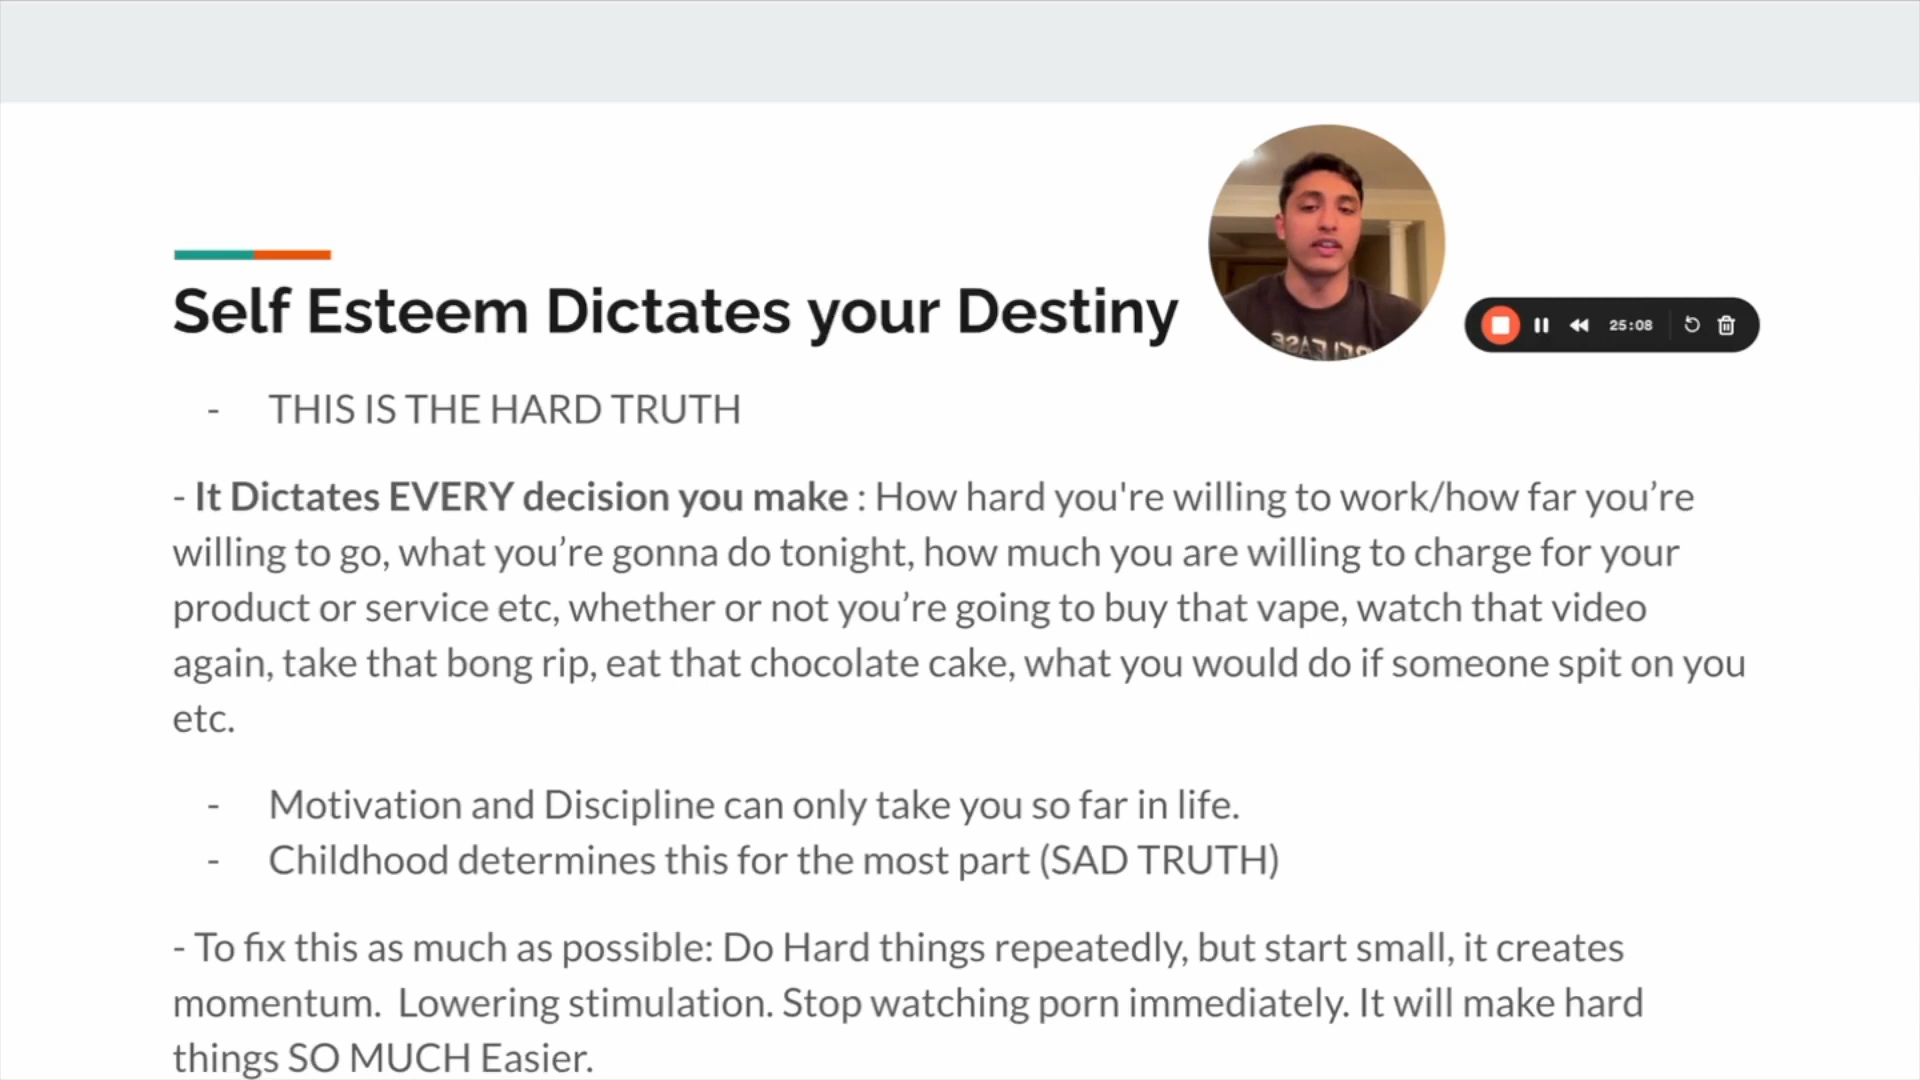 Self Esteem Dictates your Destiny
25:08
- THIS IS THE HARD TRUTH
- It Dictates EVERY decision you make : How hard you're willing to work/how far you’re
willing to go, what you’re gonna do tonight, how much you are willing to charge for your
product or service etc, whether or not you’re going to buy that vape, watch that video
again, take that bong rip, eat that chocolate cake, what you would do if someone spit on you
etc.
- Motivation and Discipline can only take you so far in life.
- Childhood determines this for the most part (SAD TRUTH)
- To fix this as much as possible: Do Hard things repeatedly, but start small, it creates
momentum.  Lowering stimulation. Stop watching porn immediately. It will make hard
things SO MUCH Easier.